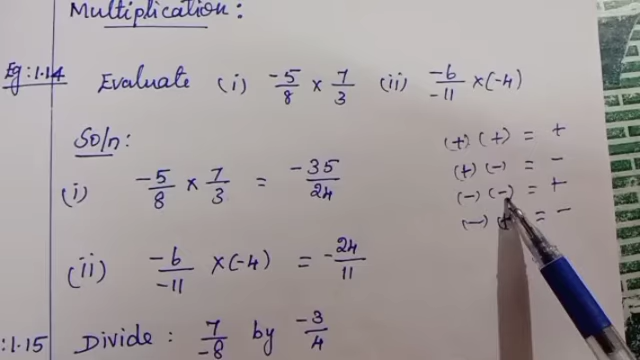 Multiplication:
Eg:1.14 Evaluate (i) -5/8 × 7/3 (ii) -6/-11 × (-4)
Soln:
(+) (+) = +
(+) (-) = -
(-) (-) = +
(-) (+) = -
(i) -5/8 × 7/3 = -35/24
(ii) -6/-11 × (-4) = -24/11
:1.15 Divide: 7/-8 by -3/4